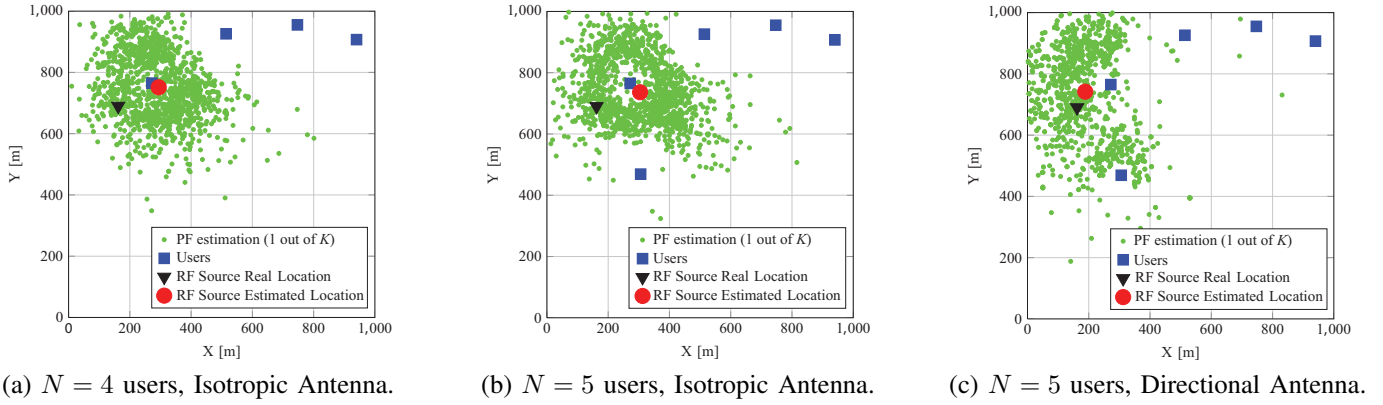 1,000
800
600
400
200
0
Y [m]
0
200
400
600
800
1,000
X [m]
PF estimation (1 out of K)
Users
RF Source Real Location
RF Source Estimated Location
(a) N = 4 users, Isotropic Antenna.
1,000
800
600
400
200
0
Y [m]
0
200
400
600
800
1,000
X [m]
PF estimation (1 out of K)
Users
RF Source Real Location
RF Source Estimated Location
(b) N = 5 users, Isotropic Antenna.
1,000
800
600
400
200
0
Y [m]
0
200
400
600
800
1,000
X [m]
PF estimation (1 out of K)
Users
RF Source Real Location
RF Source Estimated Location
(c) N = 5 users, Directional Antenna.